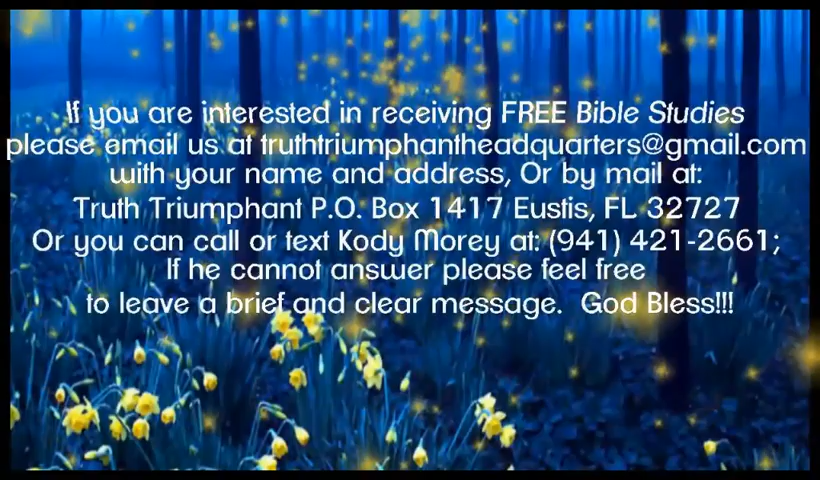 If you are interested in receiving FREE Bible Studies
please email us at truthtriumphantheadquarters@gmail.com
with your name and address, Or by mail at:
Truth Triumphant P.O. Box 1417 Eustis, FL 32727
Or you can call or text Kody Morey at: (941) 421-2661;
If he cannot answer please feel free
to leave a brief and clear message.  God Bless!!!